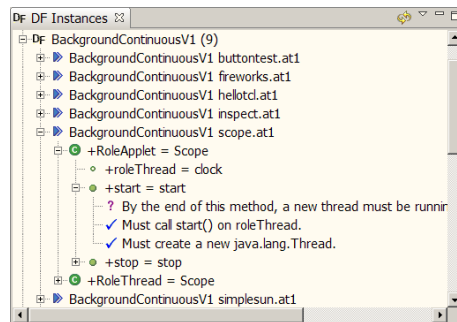 DF DF Instances
DF BackgroundContinuousV1 (9)
BackgroundContinuousV1 buttontest.at1
BackgroundContinuousV1 fireworks.at1
BackgroundContinuousV1 hellotcl.at1
BackgroundContinuousV1 inspect.at1
BackgroundContinuousV1 scope.at1
C +RoleApplet = Scope
+roleThread = clock
+start = start
? By the end of this method, a new thread must be runnin
Must call start() on roleThread.
Must create a new java.lang.Thread.
+stop = stop
C +RoleThread = Scope
BackgroundContinuousV1 simplesun.at1